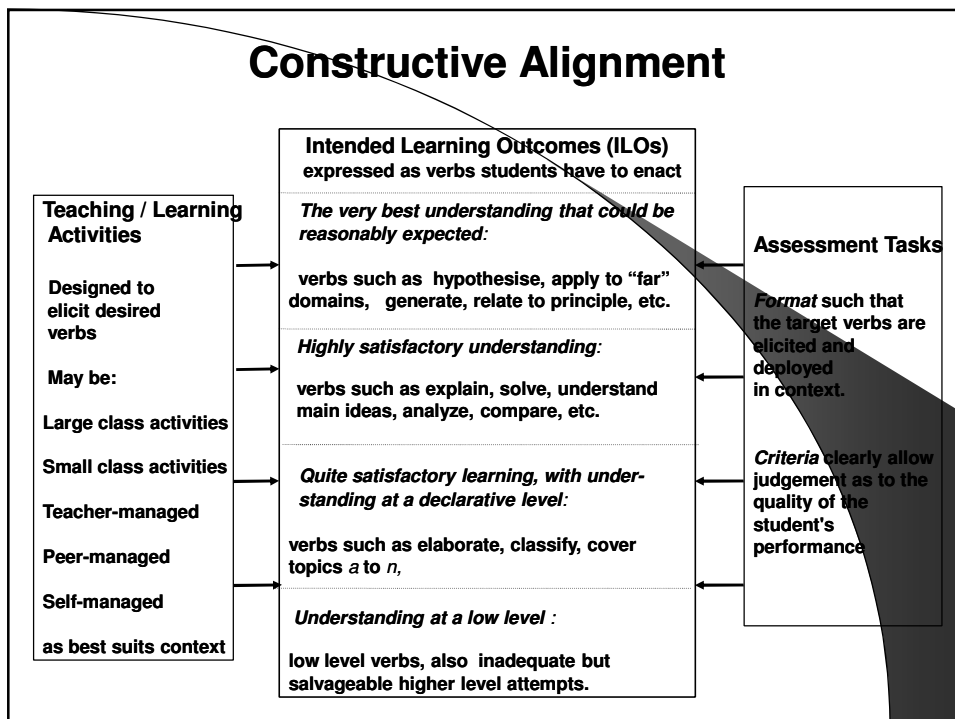 Constructive Alignment
Teaching / Learning
Activities
Designed to
elicit desired
verbs
May be:
Large class activities
Small class activities
Teacher-managed
Peer-managed
Self-managed
as best suits context
Intended Learning Outcomes (ILOs)
expressed as verbs students have to enact
The very best understanding that could be
reasonably expected:
verbs such as hypothesise, apply to “far”
domains, generate, relate to principle, etc.
Highly satisfactory understanding:
verbs such as explain, solve, understand
main ideas, analyze, compare, etc.
Quite satisfactory learning, with under-
standing at a declarative level:
verbs such as elaborate, classify, cover
topics a to n,
Understanding at a low level :
low level verbs, also inadequate but
salvageable higher level attempts.
Assessment Tasks
Format such that
the target verbs are
elicited and
deployed
in context.
Criteria clearly allow
judgement as to the
quality of the
student's
performance